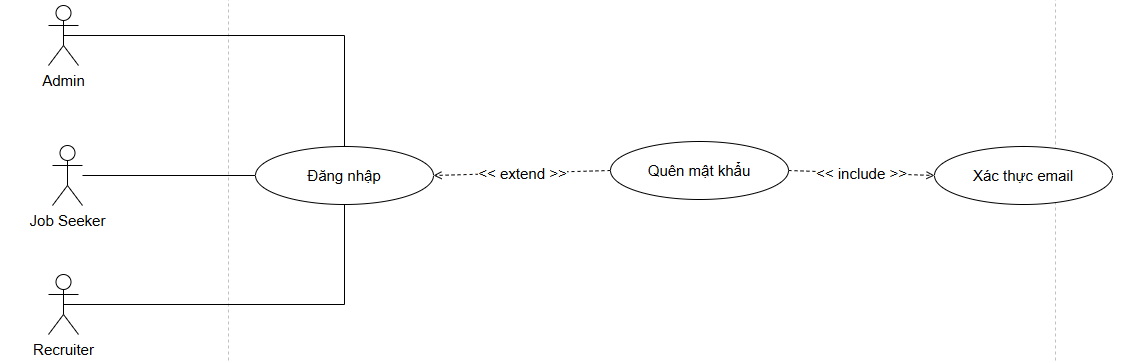 Admin
Job Seeker
Recruiter
Đăng nhập
<< extend >>
Quên mật khẩu
<< include >>
Xác thực email